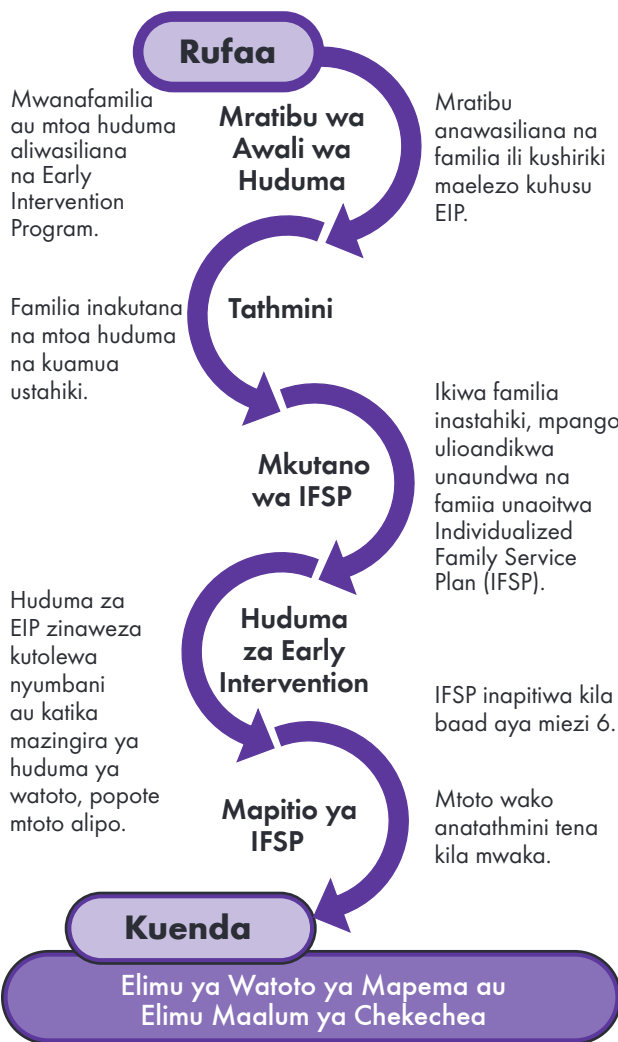 Rufaa
Mwanafamilia
au mtoa huduma
aliwasiliana
na Early
Intervention
Program.
Mratibu wa
Awali wa
Huduma
Mratibu
anawasiliana na
familia ili kushiriki
maelezo kuhusu
EIP.
Familia inakutana
na mtoa huduma
na kuamua
ustahiki.
Tathmini
Mkutano
wa IFSP
Ikiwa familia
inastahiki, mpango
ulioandikwa
unaundwa na
famiia unaoitwa
Individualized
Family Service
Plan (IFSP).
Huduma za
EIP zinaweza
kutolewa
nyumbani
au katika
mazingira ya
huduma ya
watoto, popote
mtoto alipo.
Huduma
za Early
Intervention
IFSP inapitiwa kila
baad aya miezi 6.
Mapitio ya
IFSP
Mtoto wako
anatathmini tena
kila mwaka.
Kuenda
Elimu ya Watoto ya Mapema au
Elimu Maalum ya Chekechea